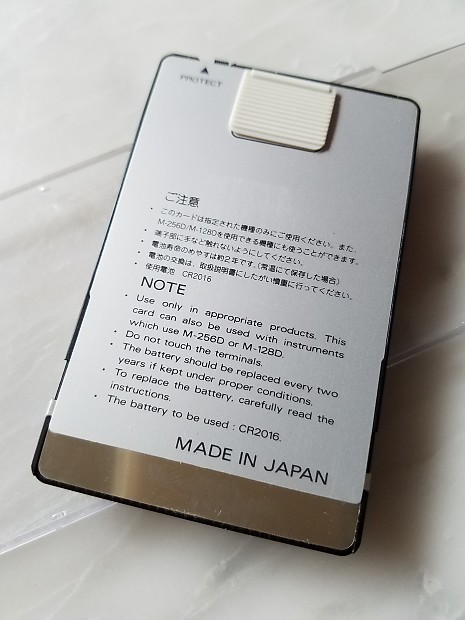 PROTECT
ご注意
・ このカードは指定された機種のみにご使用ください。また、
M-256D/M-128Dを使用できる機種にも使うことができます。
・ 端子部に手など触れないようにしてください。
・ 電池寿命のめやすは約2年です。(常温にて保存した場合)
・ 電池の交換は、取扱説明書にしたがい慎重に行ってください。
使用電池 CR2016
NOTE
• Use only in appropriate products. This
card can also be used with instruments
which use M-256D or M-128D.
• Do not touch the terminals.
• The battery should be replaced every two
years if kept under proper conditions.
• To replace the battery, carefully read the
instructions.
• The battery to be used : CR2016.
MADE IN JAPAN